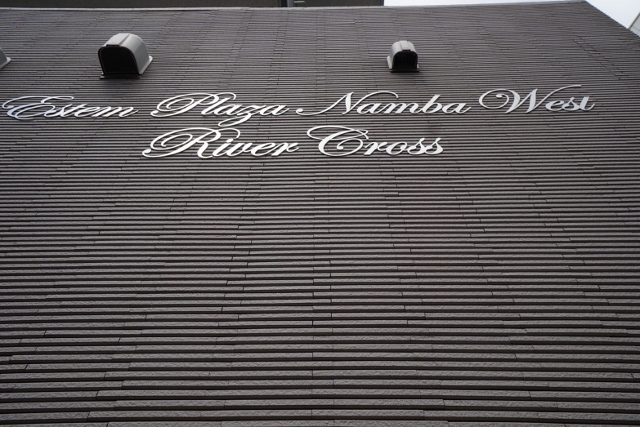 Estem Plaza Namba West
River Cross